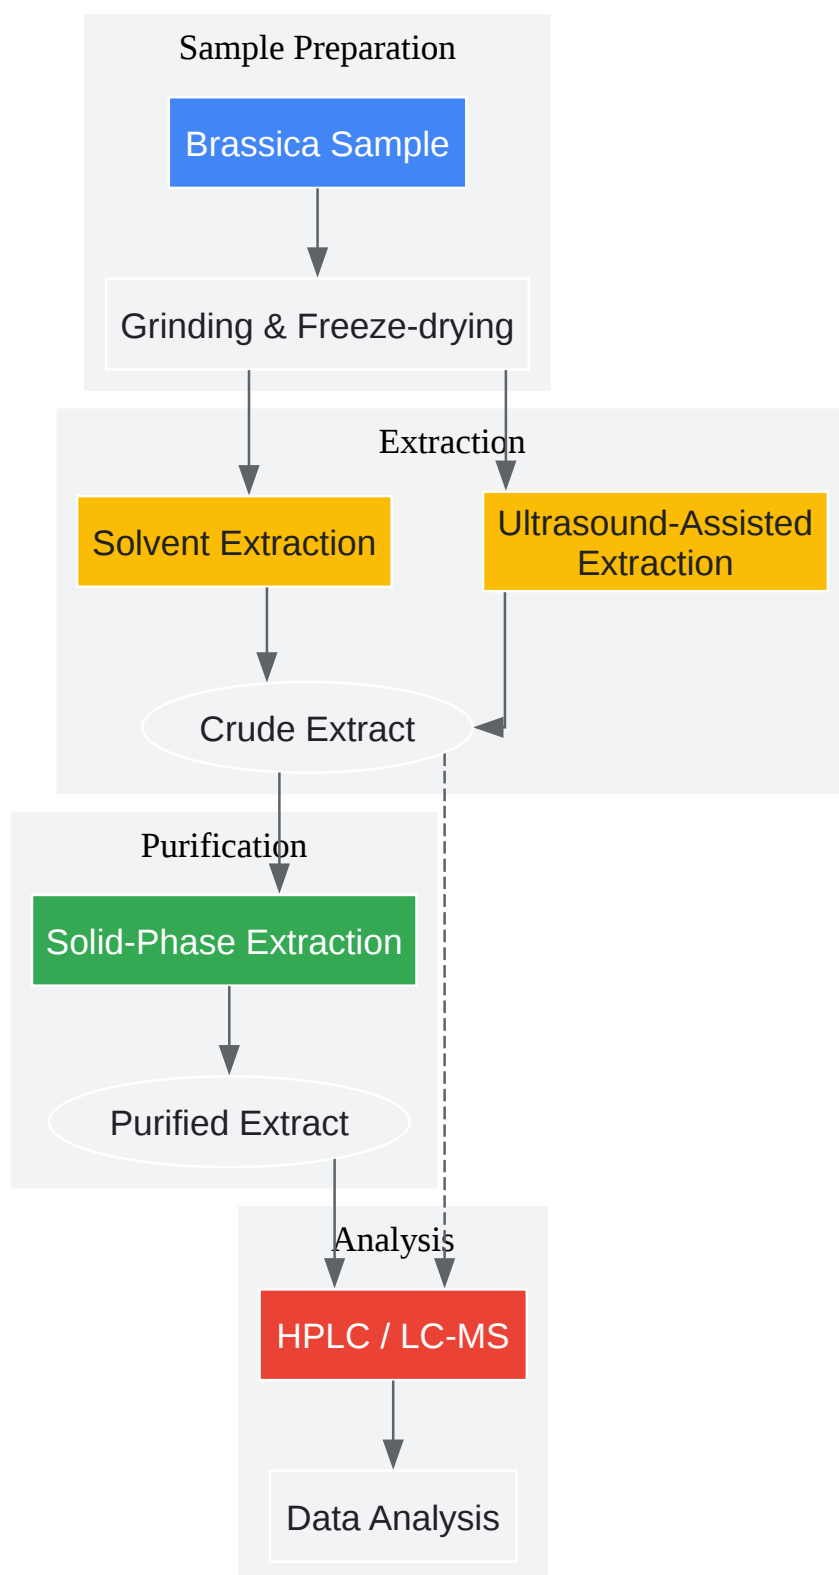 Sample Preparation
Brassica Sample
Grinding & Freeze-drying
Extraction
Solvent Extraction
Ultrasound-Assisted
Extraction
Crude Extract
Purification
Solid-Phase Extraction
Purified Extract
Analysis
HPLC / LC-MS
Data Analysis